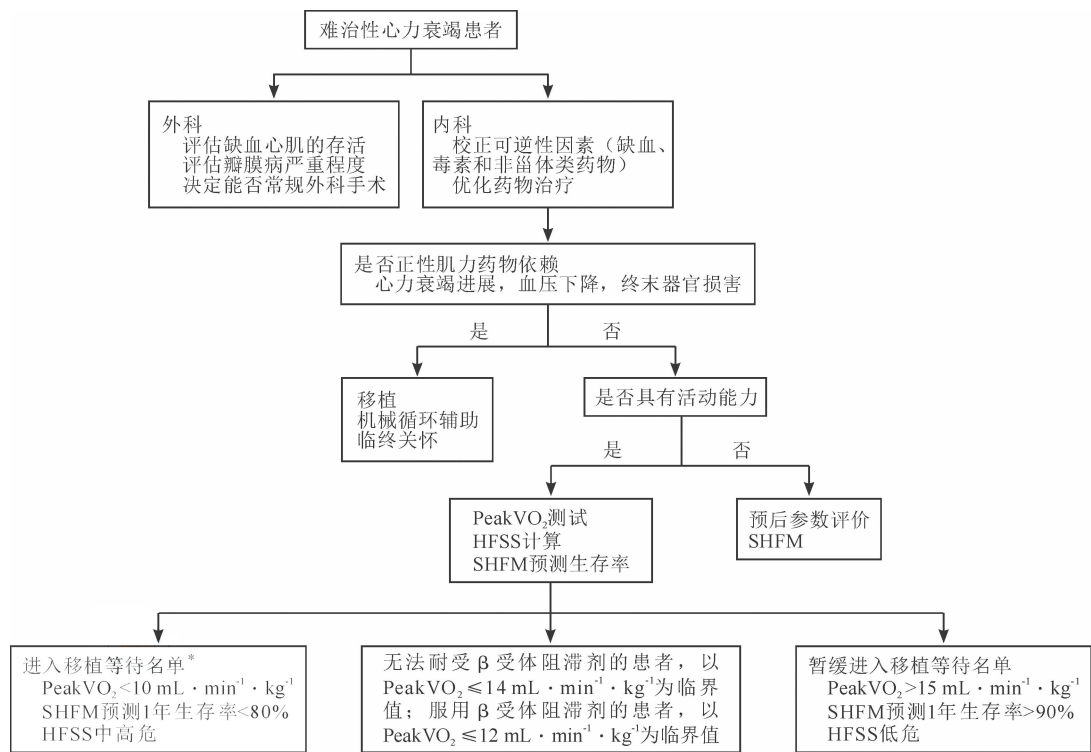 难治性心力衰竭患者
外科
评估缺血心肌的存活
评估瓣膜病严重程度
决定能否常规外科手术
内科
校正可逆性因素（缺血、
毒素和非甾体类药物）
优化药物治疗
是否正性肌力药物依赖
心力衰竭进展，血压下降，终末器官损害
是
否
移植
机械循环辅助
临终关怀
是否具有活动能力
是
否
PeakVO₂测试
HFSS计算
SHFM预测生存率
预后参数评价
SHFM
进入移植等待名单*
PeakVO₂<10 mL·min⁻¹·kg⁻¹
SHFM预测1年生存率<80%
HFSS中高危
无法耐受β受体阻滞剂的患者，以
PeakVO₂≤14 mL·min⁻¹·kg⁻¹为临界
值；服用β受体阻滞剂的患者，以
PeakVO₂≤12 mL·min⁻¹·kg⁻¹为临界值
暂缓进入移植等待名单
PeakVO₂>15 mL·min⁻¹·kg⁻¹
SHFM预测1年生存率>90%
HFSS低危